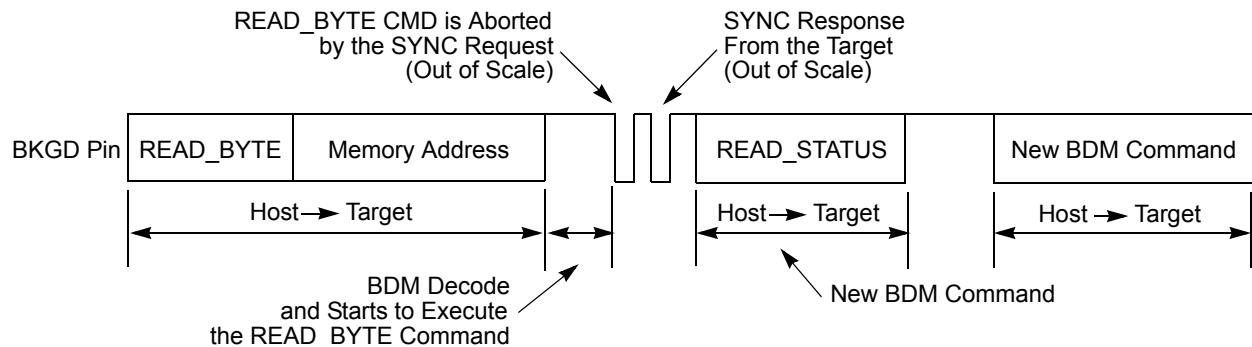 READ_BYTE CMD is Aborted
by the SYNC Request
(Out of Scale)
SYNC Response
From the Target
(Out of Scale)
BKGD Pin
READ_BYTE
Memory Address
READ_STATUS
New BDM Command
Host Target
Host Target
Host Target
BDM Decode
and Starts to Execute
the READ_BYTE Command
New BDM Command